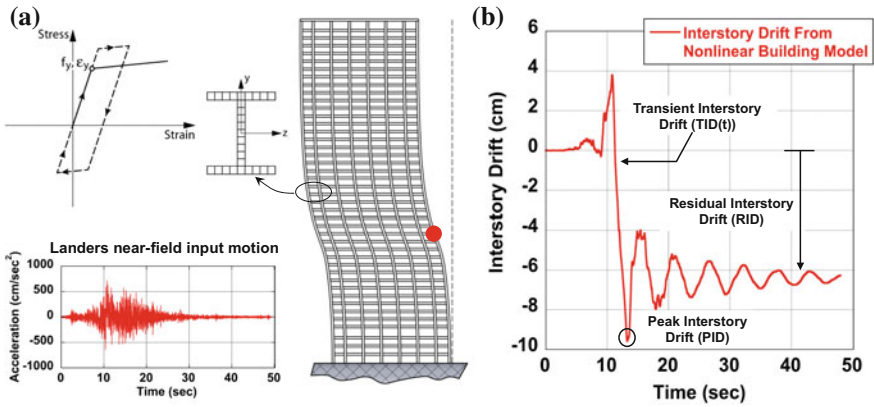 (a)
Stress
f_y, ε_y
Strain
y
z
Landers near-field input motion
Acceleration (cm/sec²)
1000
500
0
-500
-1000
0 10 20 30 40 50
Time (sec)
(b)
Interstory Drift (cm)
6
4
2
0
-2
-4
-6
-8
-10
Interstory Drift From
Nonlinear Building Model
Transient Interstory
Drift (TID(t))
Residual Interstory
Drift (RID)
Peak Interstory
Drift (PID)
0 10 20 30 40 50
Time (sec)